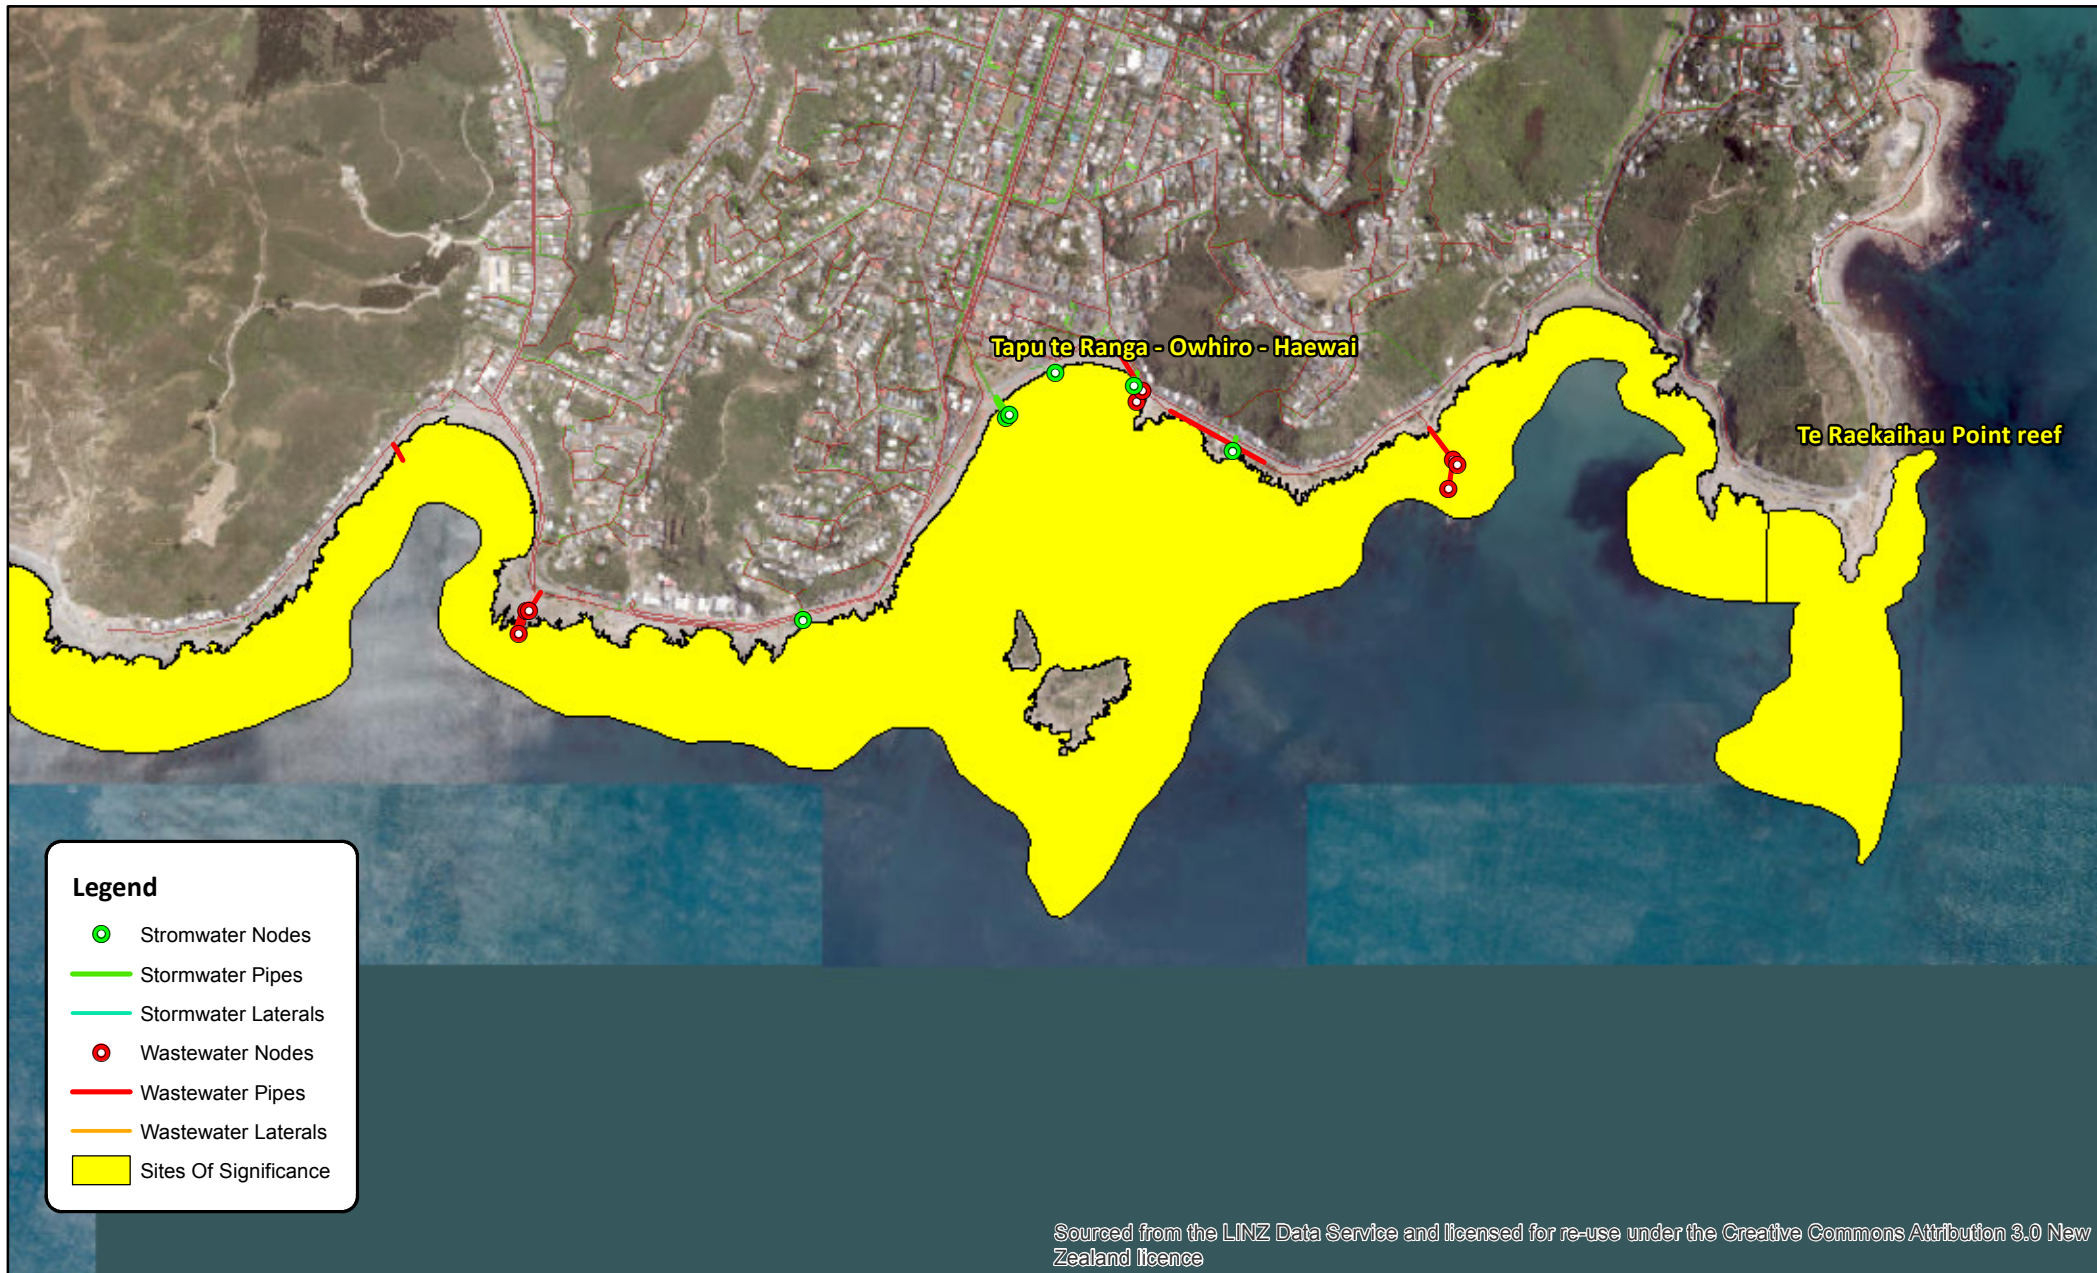 Tapu te Ranga - Owhiro - Haewai
Te Raekaihau Point reef
Legend
Stromwater Nodes
Stormwater Pipes
Stormwater Laterals
Wastewater Nodes
Wastewater Pipes
Wastewater Laterals
Sites Of Significance
Sourced from the LINZ Data Service and licensed for re-use under the Creative Commons Attribution 3.0 New
Zealand licence